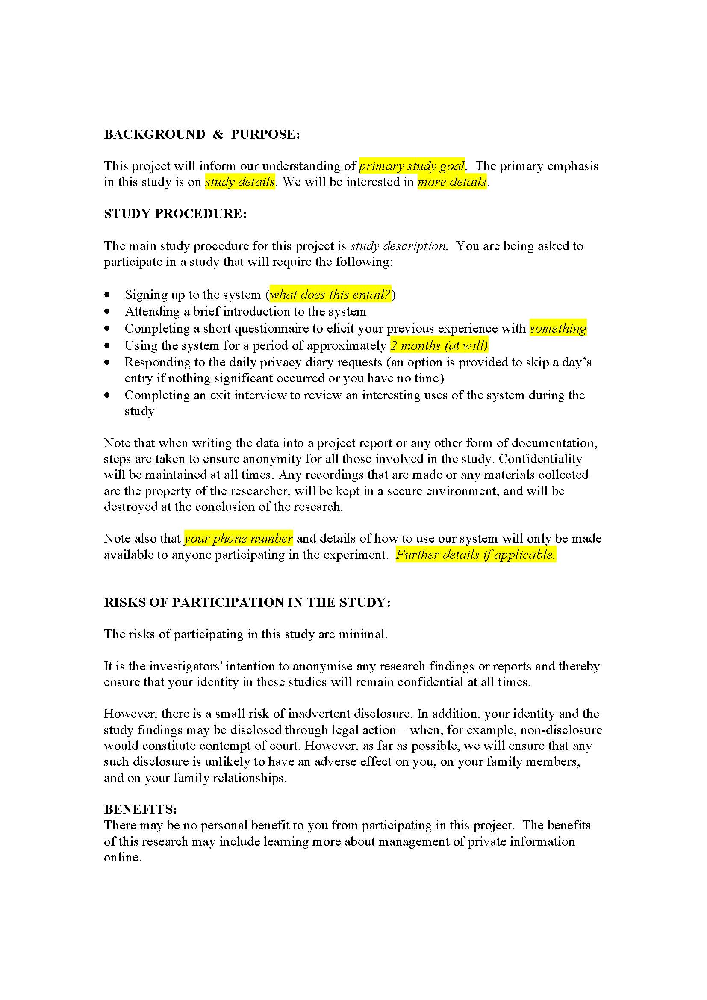 BACKGROUND & PURPOSE:
This project will inform our understanding of primary study goal. The primary emphasis
in this study is on study details. We will be interested in more details.
STUDY PROCEDURE:
The main study procedure for this project is study description. You are being asked to
participate in a study that will require the following:
• Signing up to the system (what does this entail?)
• Attending a brief introduction to the system
• Completing a short questionnaire to elicit your previous experience with something
• Using the system for a period of approximately 2 months (at will)
• Responding to the daily privacy diary requests (an option is provided to skip a day’s
entry if nothing significant occurred or you have no time)
• Completing an exit interview to review an interesting uses of the system during the
study
Note that when writing the data into a project report or any other form of documentation,
steps are taken to ensure anonymity for all those involved in the study. Confidentiality
will be maintained at all times. Any recordings that are made or any materials collected
are the property of the researcher, will be kept in a secure environment, and will be
destroyed at the conclusion of the research.
Note also that your phone number and details of how to use our system will only be made
available to anyone participating in the experiment. Further details if applicable.
RISKS OF PARTICIPATION IN THE STUDY:
The risks of participating in this study are minimal.
It is the investigators' intention to anonymise any research findings or reports and thereby
ensure that your identity in these studies will remain confidential at all times.
However, there is a small risk of inadvertent disclosure. In addition, your identity and the
study findings may be disclosed through legal action – when, for example, non-disclosure
would constitute contempt of court. However, as far as possible, we will ensure that any
such disclosure is unlikely to have an adverse effect on you, on your family members,
and on your family relationships.
BENEFITS:
There may be no personal benefit to you from participating in this project. The benefits
of this research may include learning more about management of private information
online.